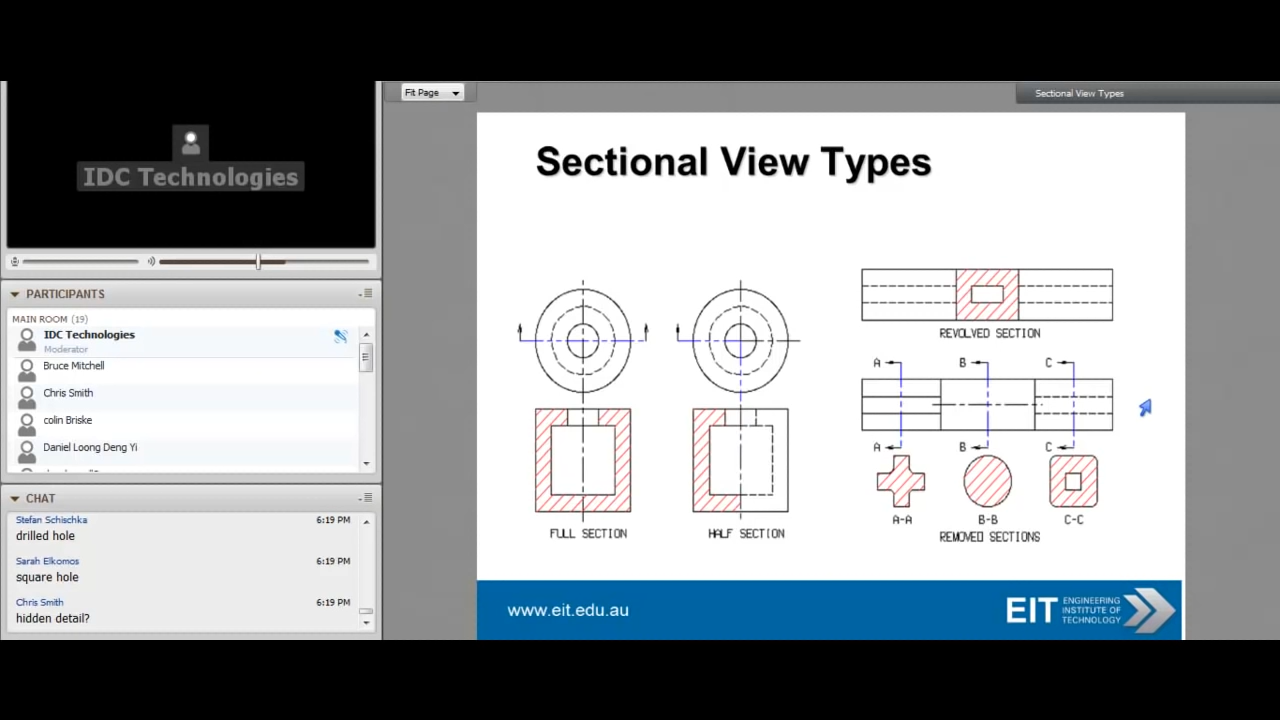 Fit Page
Sectional View Types
IDC Technologies
Sectional View Types
PARTICIPANTS
MAIN ROOM (19)
IDC Technologies
Moderator
Bruce Mitchell
Chris Smith
colin Briske
Daniel Loong Deng Yi
CHAT
Stefan Schischka 6:19 PM
drilled hole
Sarah Elkomos 6:19 PM
square hole
Chris Smith 6:19 PM
hidden detail?
FULL SECTION
HALF SECTION
REVOLVED SECTION
A B C
A B C
A-A B-B C-C
REMOVED SECTIONS
www.eit.edu.au
EIT ENGINEERING
INSTITUTE OF
TECHNOLOGY